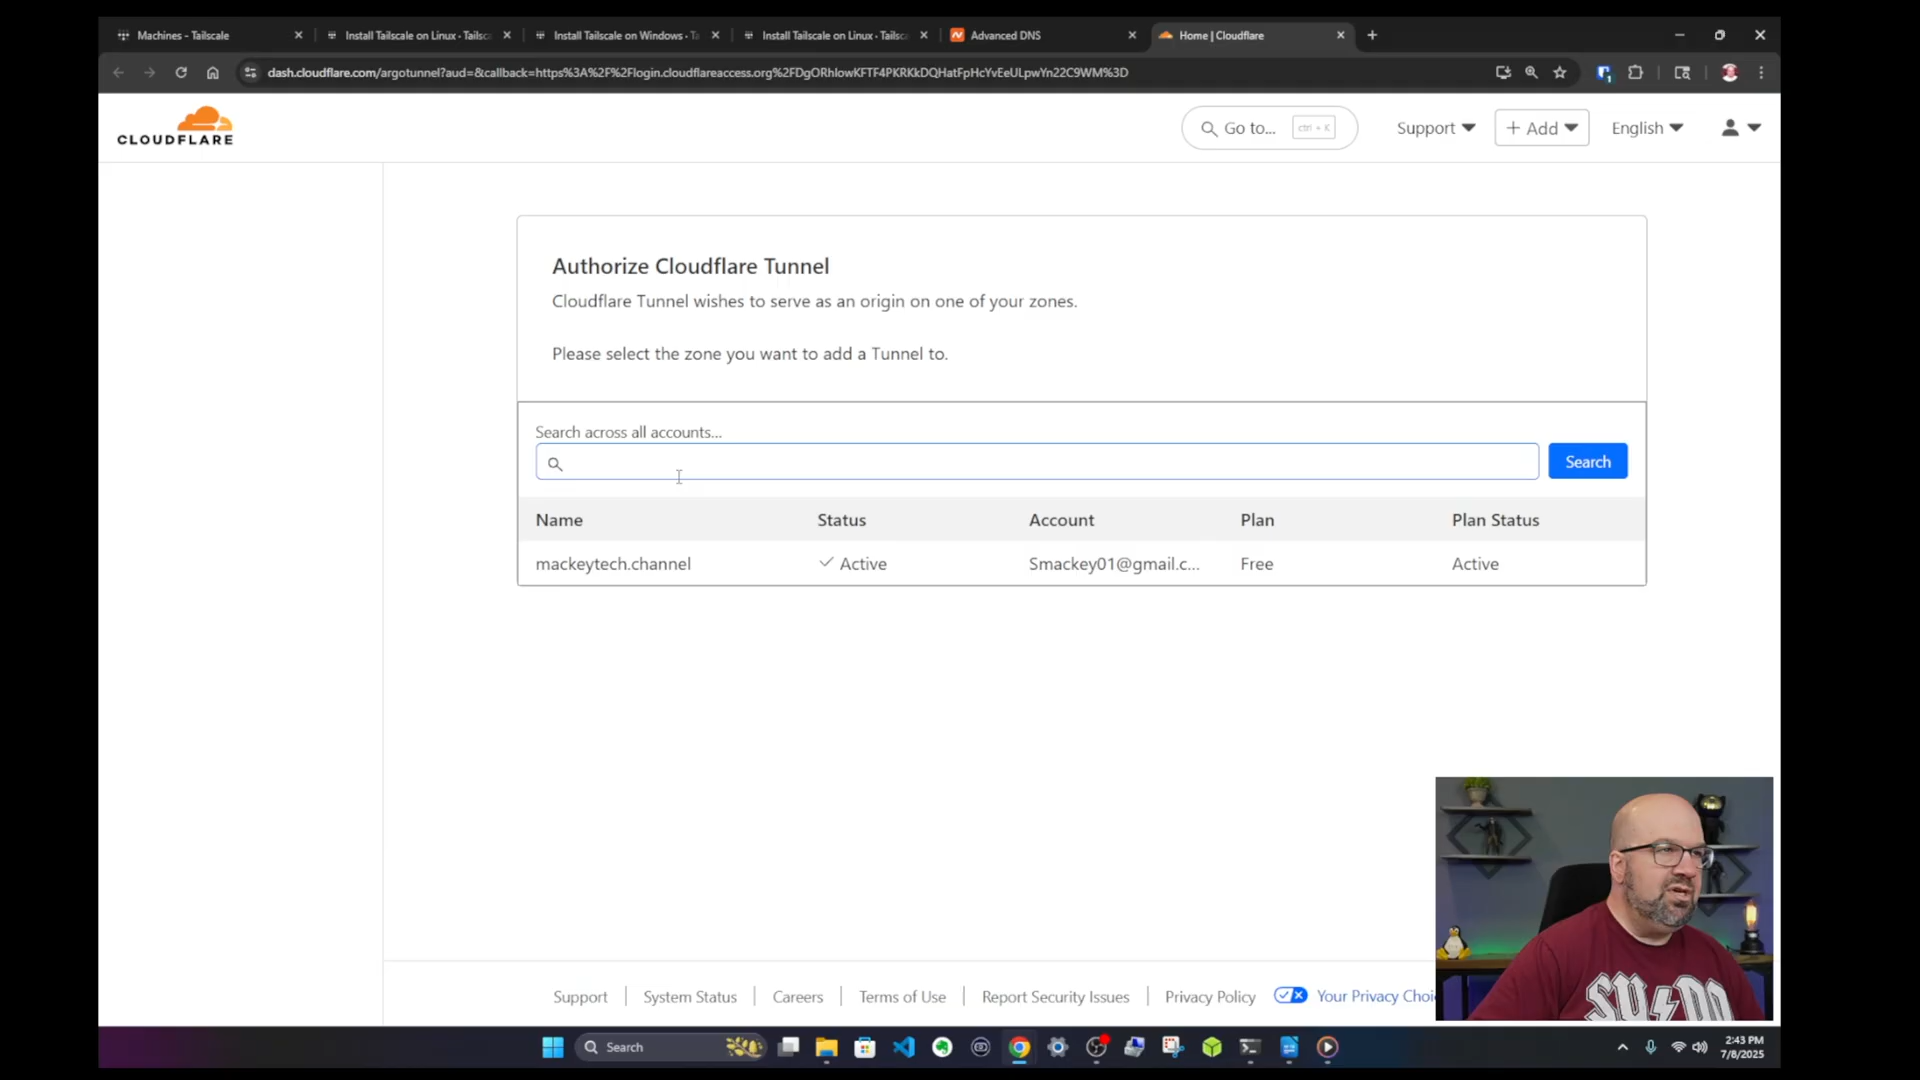 Machines - Tailscale
Install Tailscale on Linux · Tailsc
Install Tailscale on Windows · T
Install Tailscale on Linux · Tailsc
Advanced DNS
Home | Cloudflare
dash.cloudflare.com/argotunnel?aud=&callback=https%3A%2F%2Flogin.cloudflareaccess.org%2FDgORhlowKFTF4PKRKkDQHatFpHcYvEeULpwYn22C9WM%3D
CLOUDFLARE
Go to...
ctrl + K
Support
+ Add
English
Authorize Cloudflare Tunnel
Cloudflare Tunnel wishes to serve as an origin on one of your zones.
Please select the zone you want to add a Tunnel to.
Search across all accounts...
Search
Name Status Account Plan Plan Status
mackeytech.channel Active Smackey01@gmail.c... Free Active
Support
System Status
Careers
Terms of Use
Report Security Issues
Privacy Policy
Your Privacy Choi
Search
2:43 PM
7/8/2025